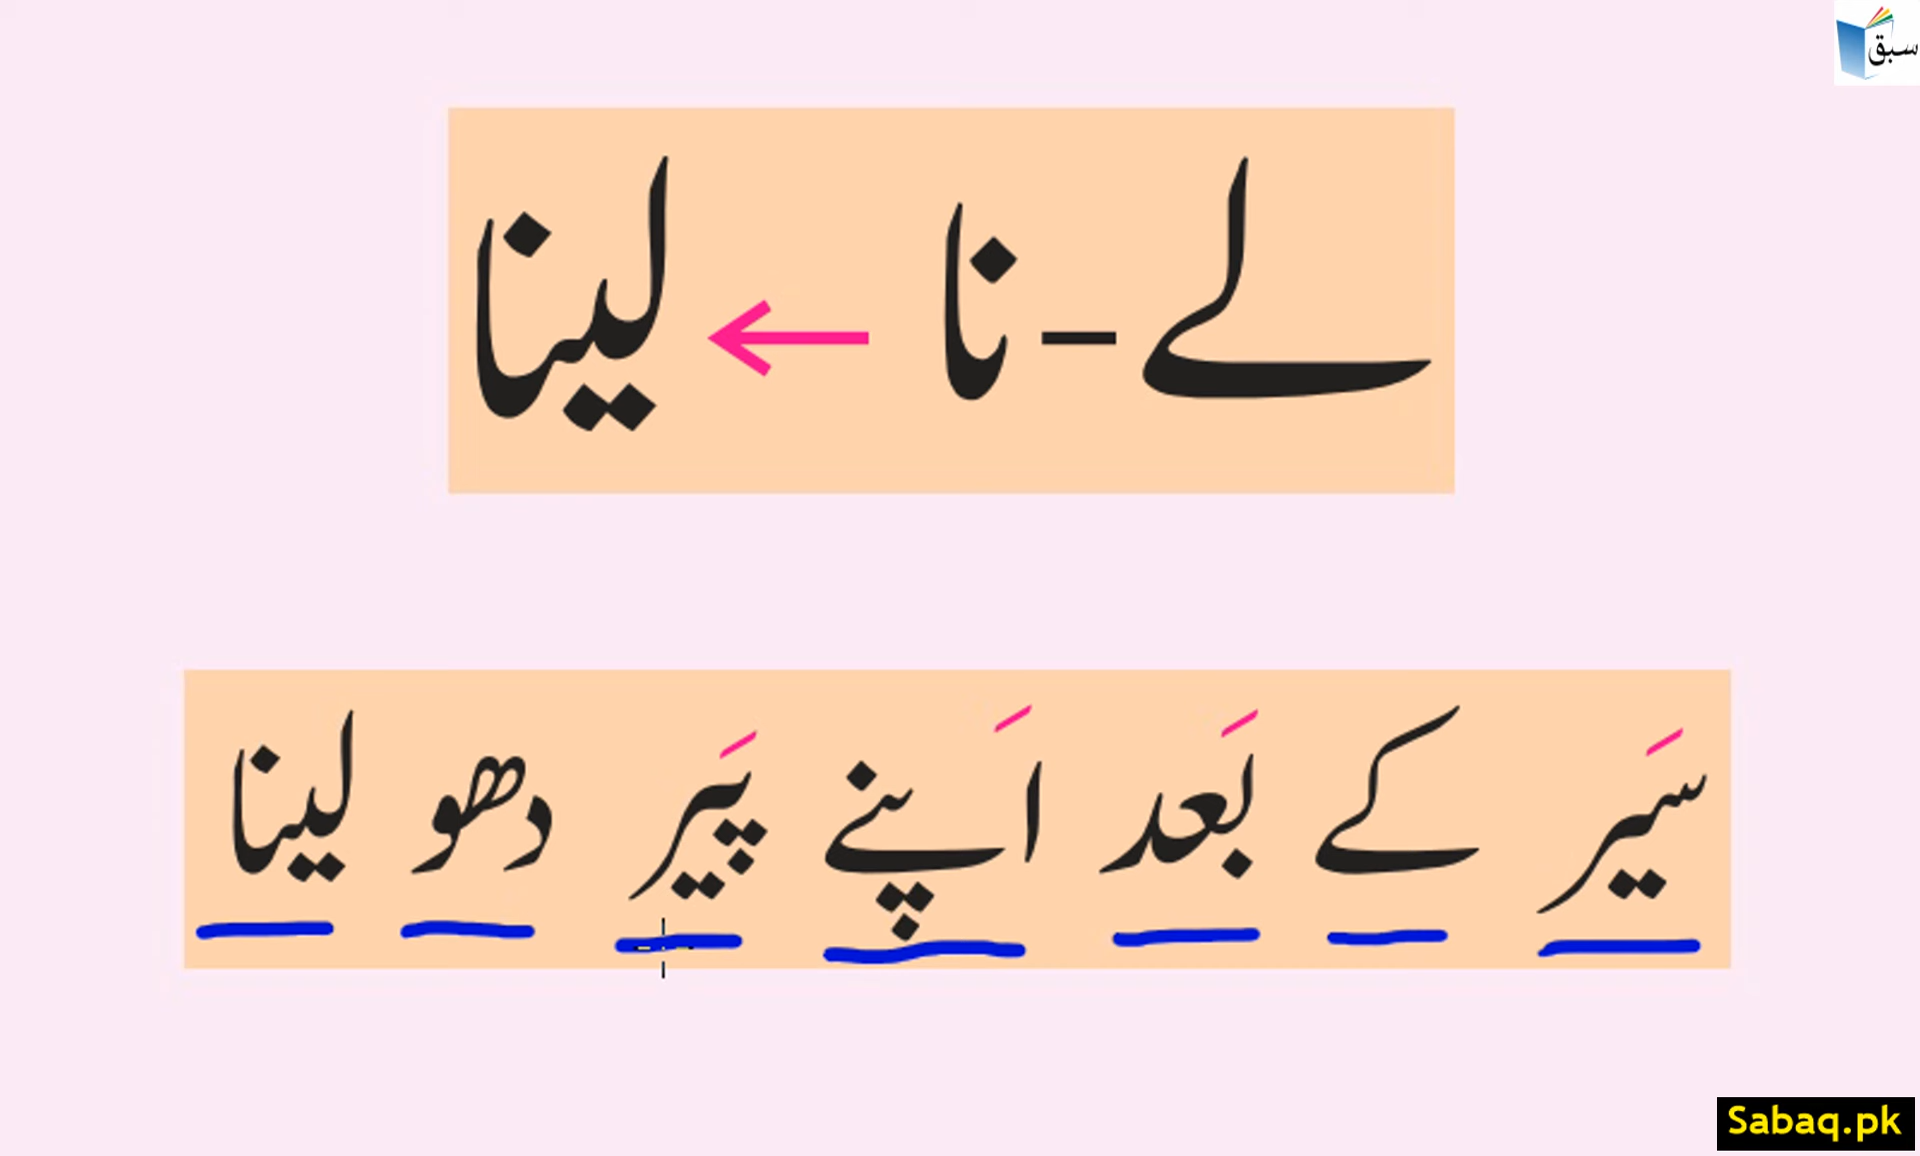 سبق
لے - نا ← لینا
سَیر کے بَعد اَپنے پَیر دھو لینا
Sabaq.pk